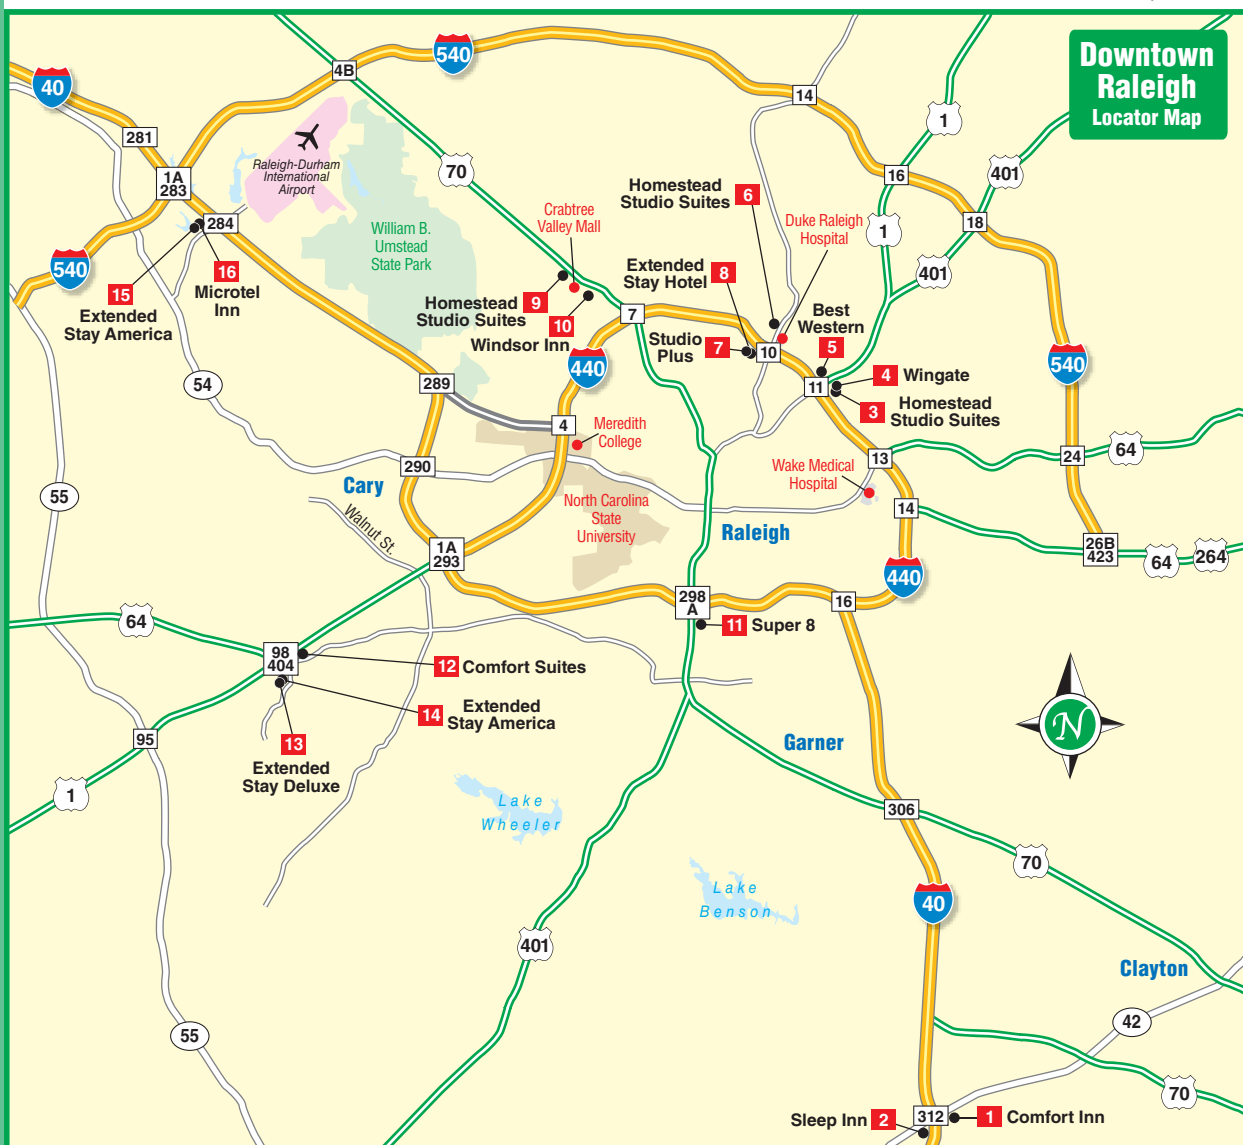 Downtown
Raleigh
Locator Map
540
40
4B
14
281
1
Raleigh-Durham
International
Airport
70
401
16
1A
283
Homestead
Studio Suites
6
Crabtree
Valley Mall
Duke Raleigh
Hospital
18
284
1
William B.
Umstead
State Park
540
16
Microtel
Inn
15
Extended
Stay America
Extended
Stay Hotel
8
401
Homestead
Studio Suites
9
10
Windsor Inn
7
Best
Western
5
Studio
Plus
7
10
440
540
4
Wingate
11
3
Homestead
Studio Suites
54
289
4
Meredith
College
13
24
64
290
Cary
Wake Medical
Hospital
55
Walnut St.
North Carolina
State
University
14
Raleigh
26B
423
64
264
1A
293
440
298
A
16
64
11
Super 8
98
404
12
Comfort Suites
14
Extended
Stay America
N
95
13
Extended
Stay Deluxe
Garner
1
Lake
Wheeler
306
70
Lake
Benson
40
401
Clayton
55
42
70
Sleep Inn
2
312
1
Comfort Inn